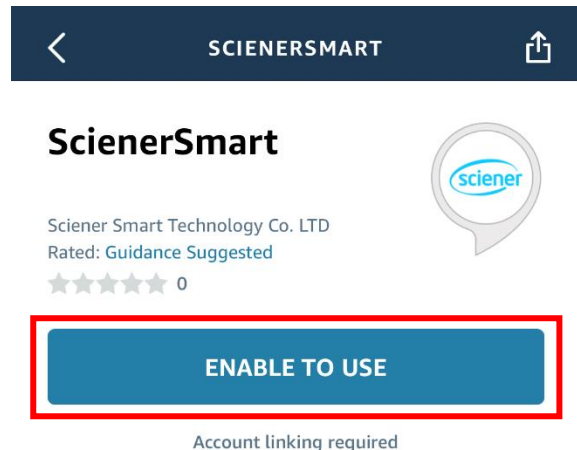 SCIENERSMART
ScienerSmart
sciener
Sciener Smart Technology Co. LTD
Rated: Guidance Suggested
0
ENABLE TO USE
Account linking required